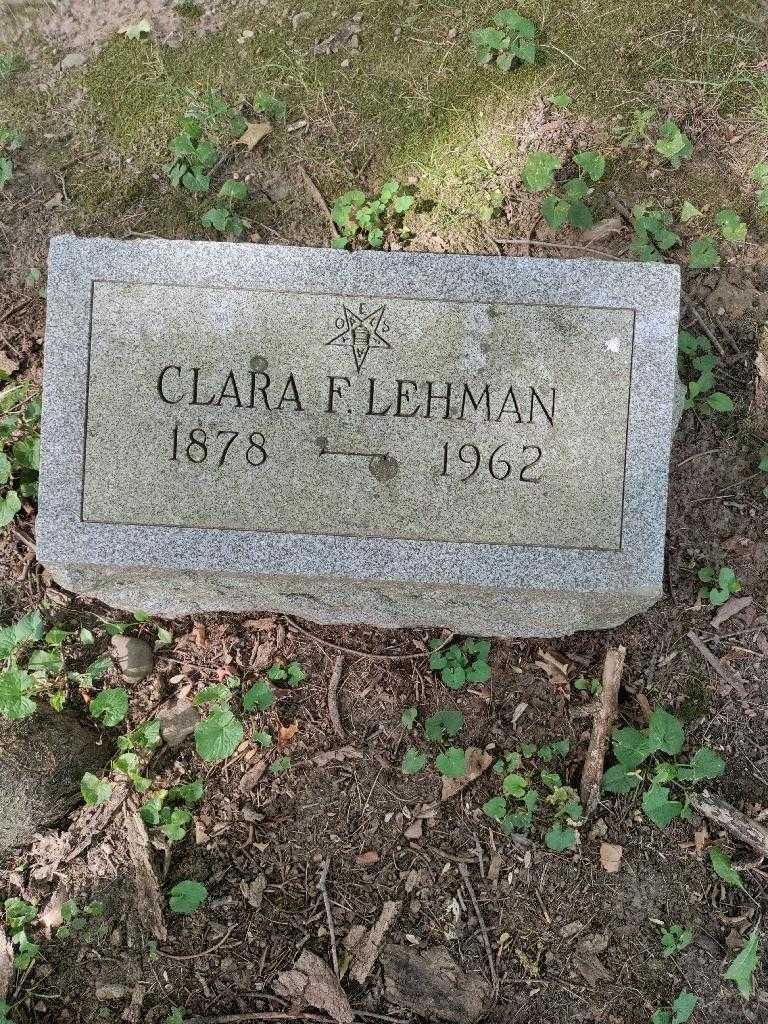 O E S
CLARA F. LEHMAN
1878 — 1962